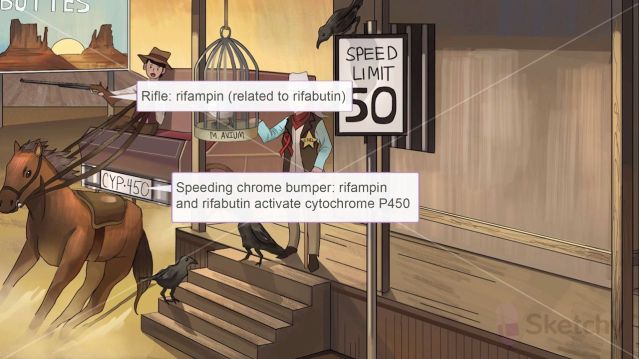 BUTTES
SPEED
LIMIT
50
Rifle: rifampin (related to rifabutin)
M. AVIUM
CYP-450
Speeding chrome bumper: rifampin
and rifabutin activate cytochrome P450
Sketchy